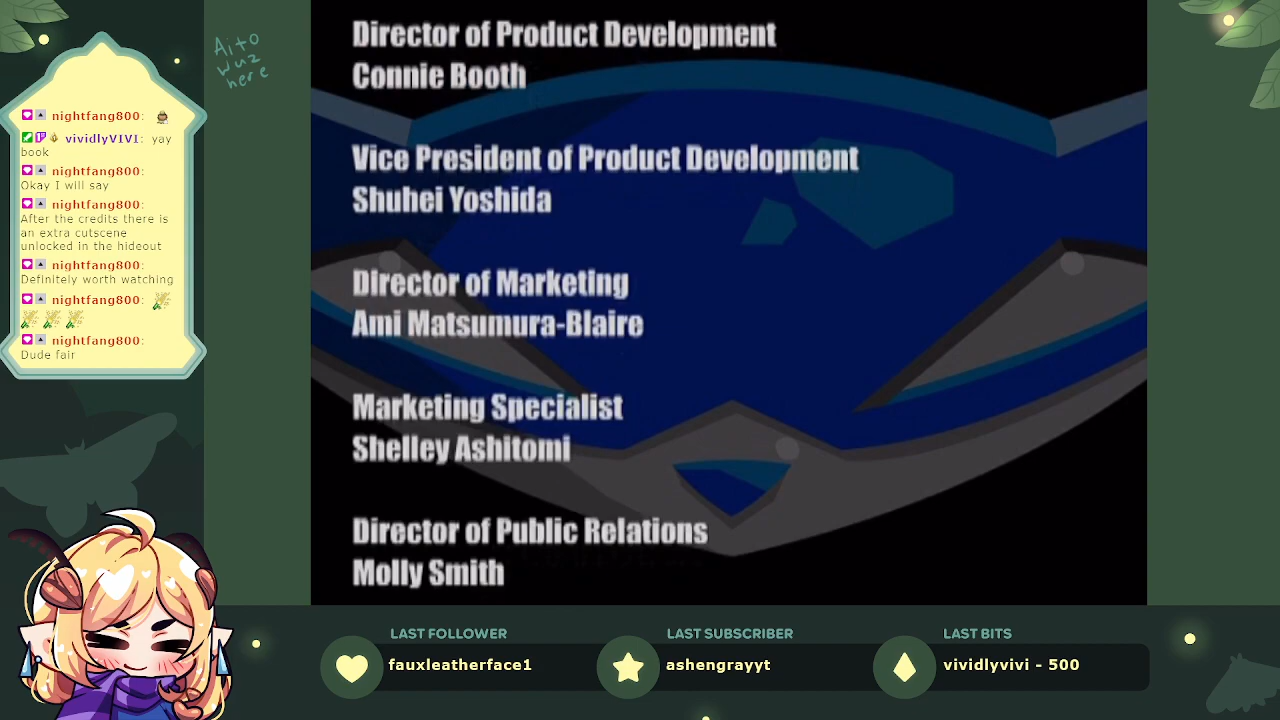 nightfang800:
vividlyVIVI: yay
book
nightfang800:
Okay I will say
nightfang800:
After the credits there is
an extra cutscene
unlocked in the hideout
nightfang800:
Definitely worth watching
nightfang800:
nightfang800:
Dude fair
Aito
wuz
here
Director of Product Development
Connie Booth
Vice President of Product Development
Shuhei Yoshida
Director of Marketing
Ami Matsumura-Blaire
Marketing Specialist
Shelley Ashitomi
Director of Public Relations
Molly Smith
LAST FOLLOWER
fauxleatherface1
LAST SUBSCRIBER
ashengrayyt
LAST BITS
vividlyvivi - 500